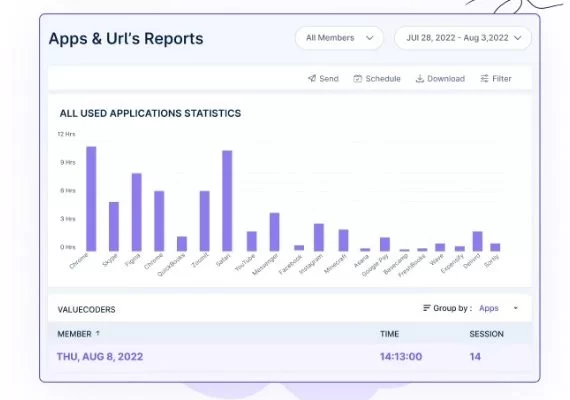 Apps & Url's Reports
All Members
JUl 28, 2022 - Aug 3,2022
Send
Schedule
Download
Filter
ALL USED APPLICATIONS STATISTICS
12 Hrs
9 Hrs
6 Hrs
3 Hrs
0 Hrs
Chrome
Skype
Figma
Chrome
QuickBooks
Zoomit
Safari
YouTube
Messenger
Facebook
Instagram
Minecraft
Asana
Google Pay
Basecamp
FreshBooks
Wave
Expensify
VALUECODERS
Group by : Apps
MEMBER ↑ TIME SESSION
THU, AUG 8, 2022 14:13:00 14